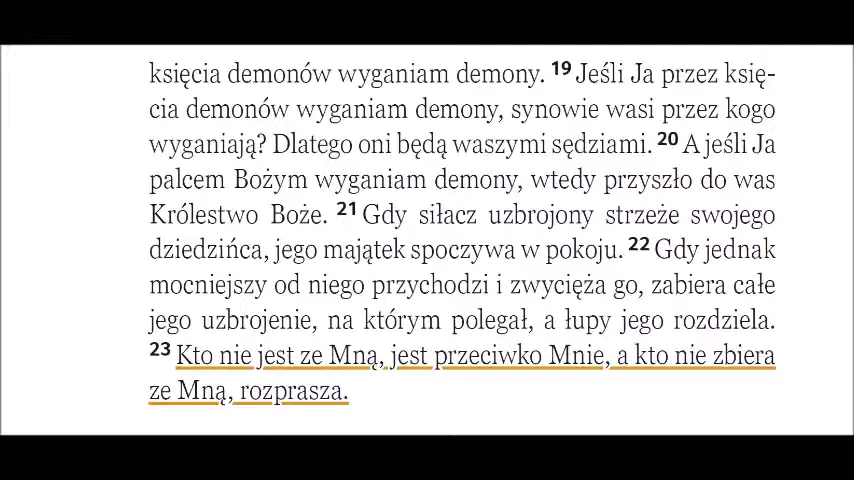 księcia demonów wyganiam demony. 19 Jeśli Ja przez księ-
cia demonów wyganiam demony, synowie wasi przez kogo
wyganiają? Dlatego oni będą waszymi sędziami. 20 A jeśli Ja
palcem Bożym wyganiam demony, wtedy przyszło do was
Królestwo Boże. 21 Gdy siłacz uzbrojony strzeże swojego
dziedzińca, jego majątek spoczywa w pokoju. 22 Gdy jednak
mocniejszy od niego przychodzi i zwycięża go, zabiera całe
jego uzbrojenie, na którym polegał, a łupy jego rozdziela.
23 Kto nie jest ze Mną, jest przeciwko Mnie, a kto nie zbiera
ze Mną, rozprasza.